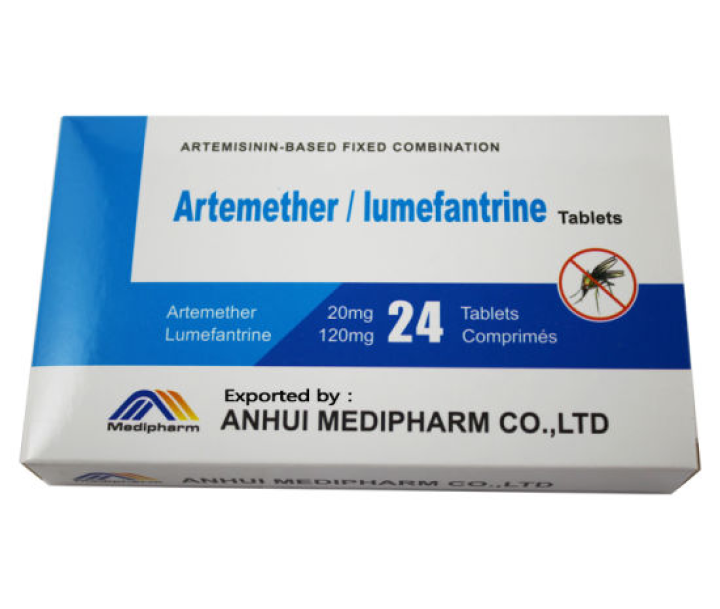 ARTEMISININ-BASED FIXED COMBINATION
Artemether / lumefantrine Tablets
Artemether 20mg 24 Tablets
Lumefantrine 120mg Comprimés
Medipharm
Exported by :
ANHUI MEDIPHARM CO.,LTD
Medipharm
ANHUI MEDIPHARM CO.,LTD